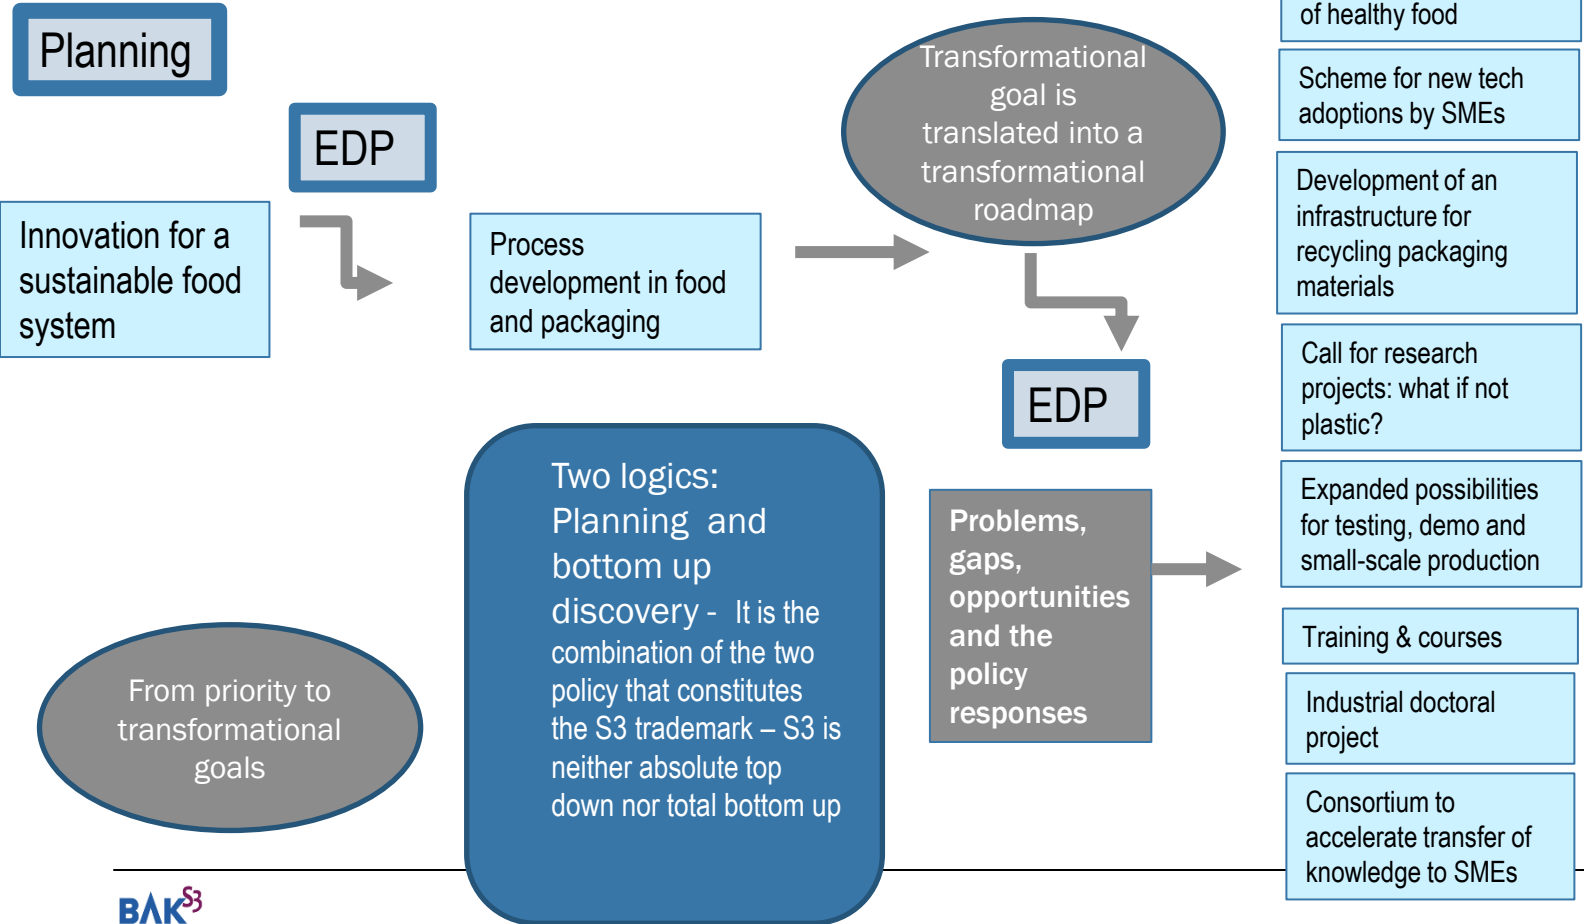 Planning
EDP
Innovation for a
sustainable food
system
Process
development in food
and packaging
Transformational
goal is
translated into a
transformational
roadmap
EDP
Problems,
gaps,
opportunities
and the
policy
responses
Two logics:
Planning and
bottom up
discovery - It is the
combination of the two
policy that constitutes
the S3 trademark – S3 is
neither absolute top
down nor total bottom up
From priority to
transformational
goals
of healthy food
Scheme for new tech
adoptions by SMEs
Development of an
infrastructure for
recycling packaging
materials
Call for research
projects: what if not
plastic?
Expanded possibilities
for testing, demo and
small-scale production
Training & courses
Industrial doctoral
project
Consortium to
accelerate transfer of
knowledge to SMEs
BAK S3